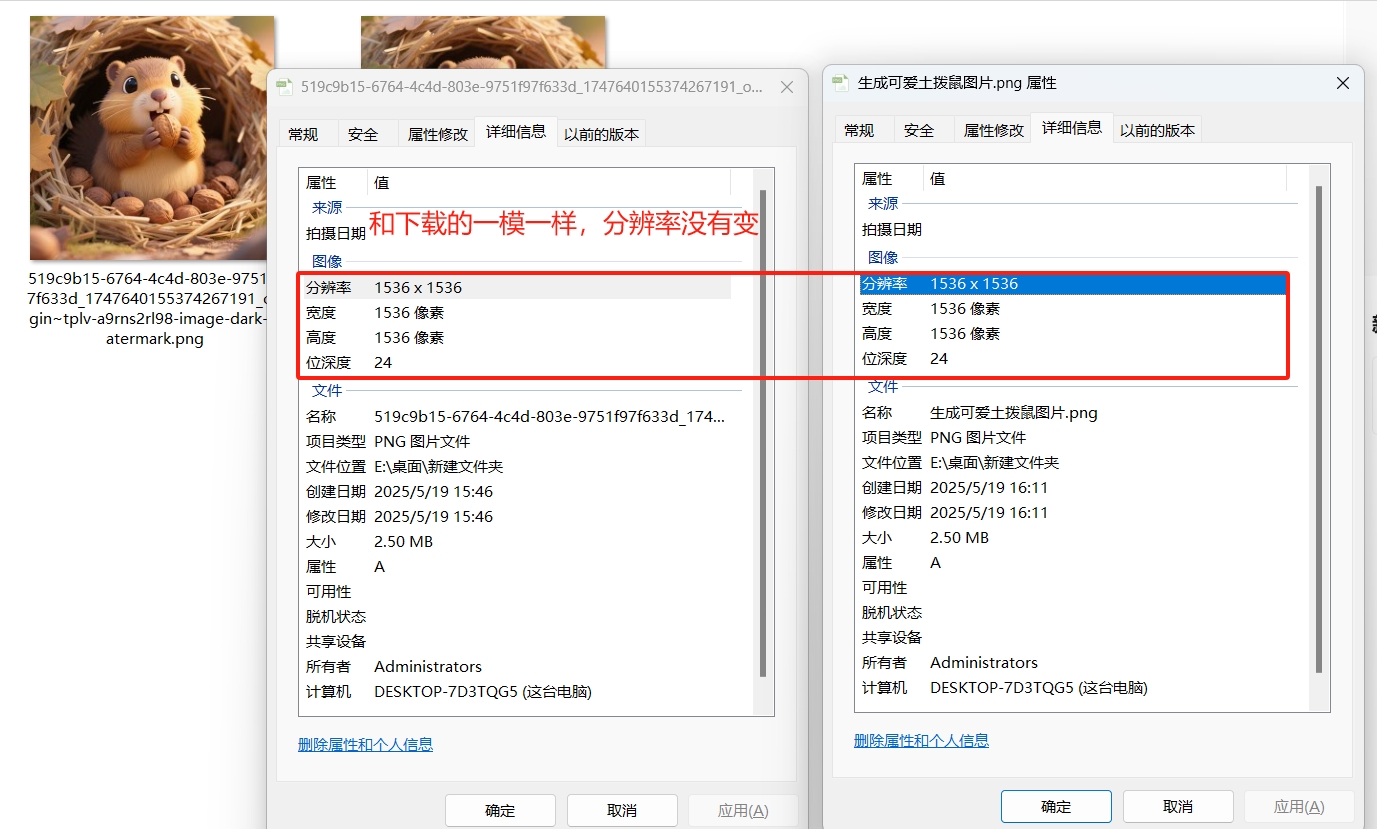 519c9b15-6764-4c4d-803e-9751
7f633d_1747640155374267191_
gin~tplv-a9rns2rl98-image-dark-
atermark.png
519c9b15-6764-4c4d-803e-9751f97f633d_1747640155374267191_o...
常规 安全 属性修改 详细信息 以前的版本
属性 值
来源
和下载的一模一样，分辨率没有变
拍摄日期
图像
分辨率 1536 x 1536
宽度 1536 像素
高度 1536 像素
位深度 24
文件
名称 519c9b15-6764-4c4d-803e-9751f97f633d_174...
项目类型 PNG 图片文件
文件位置 E:\桌面\新建文件夹
创建日期 2025/5/19 15:46
修改日期 2025/5/19 15:46
大小 2.50 MB
属性 A
可用性
脱机状态
共享设备
所有者 Administrators
计算机 DESKTOP-7D3TQG5 (这台电脑)
删除属性和个人信息
确定 取消 应用(A)
生成可爱土拨鼠图片.png 属性
常规 安全 属性修改 详细信息 以前的版本
属性 值
来源
拍摄日期
图像
分辨率 1536 x 1536
宽度 1536 像素
高度 1536 像素
位深度 24
文件
名称 生成可爱土拨鼠图片.png
项目类型 PNG 图片文件
文件位置 E:\桌面\新建文件夹
创建日期 2025/5/19 16:11
修改日期 2025/5/19 16:11
大小 2.50 MB
属性 A
可用性
脱机状态
共享设备
所有者 Administrators
计算机 DESKTOP-7D3TQG5 (这台电脑)
删除属性和个人信息
确定 取消 应用(A)